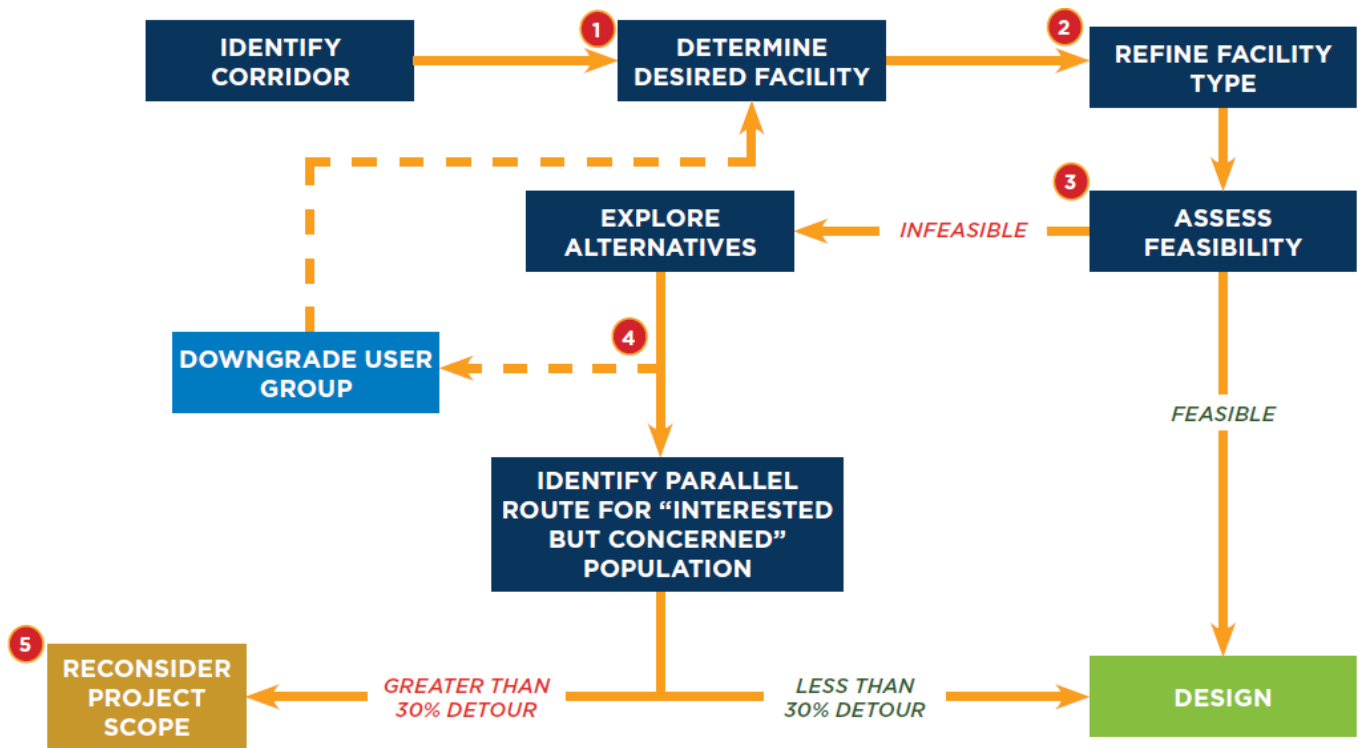 1
IDENTIFY
CORRIDOR
DETERMINE
DESIRED FACILITY
2
REFINE FACILITY
TYPE
3
EXPLORE
ALTERNATIVES
INFEASIBLE
ASSESS
FEASIBILITY
4
DOWNGRADE USER
GROUP
FEASIBLE
IDENTIFY PARALLEL
ROUTE FOR “INTERESTED
BUT CONCERNED”
POPULATION
5
RECONSIDER
PROJECT
SCOPE
GREATER THAN
30% DETOUR
LESS THAN
30% DETOUR
DESIGN